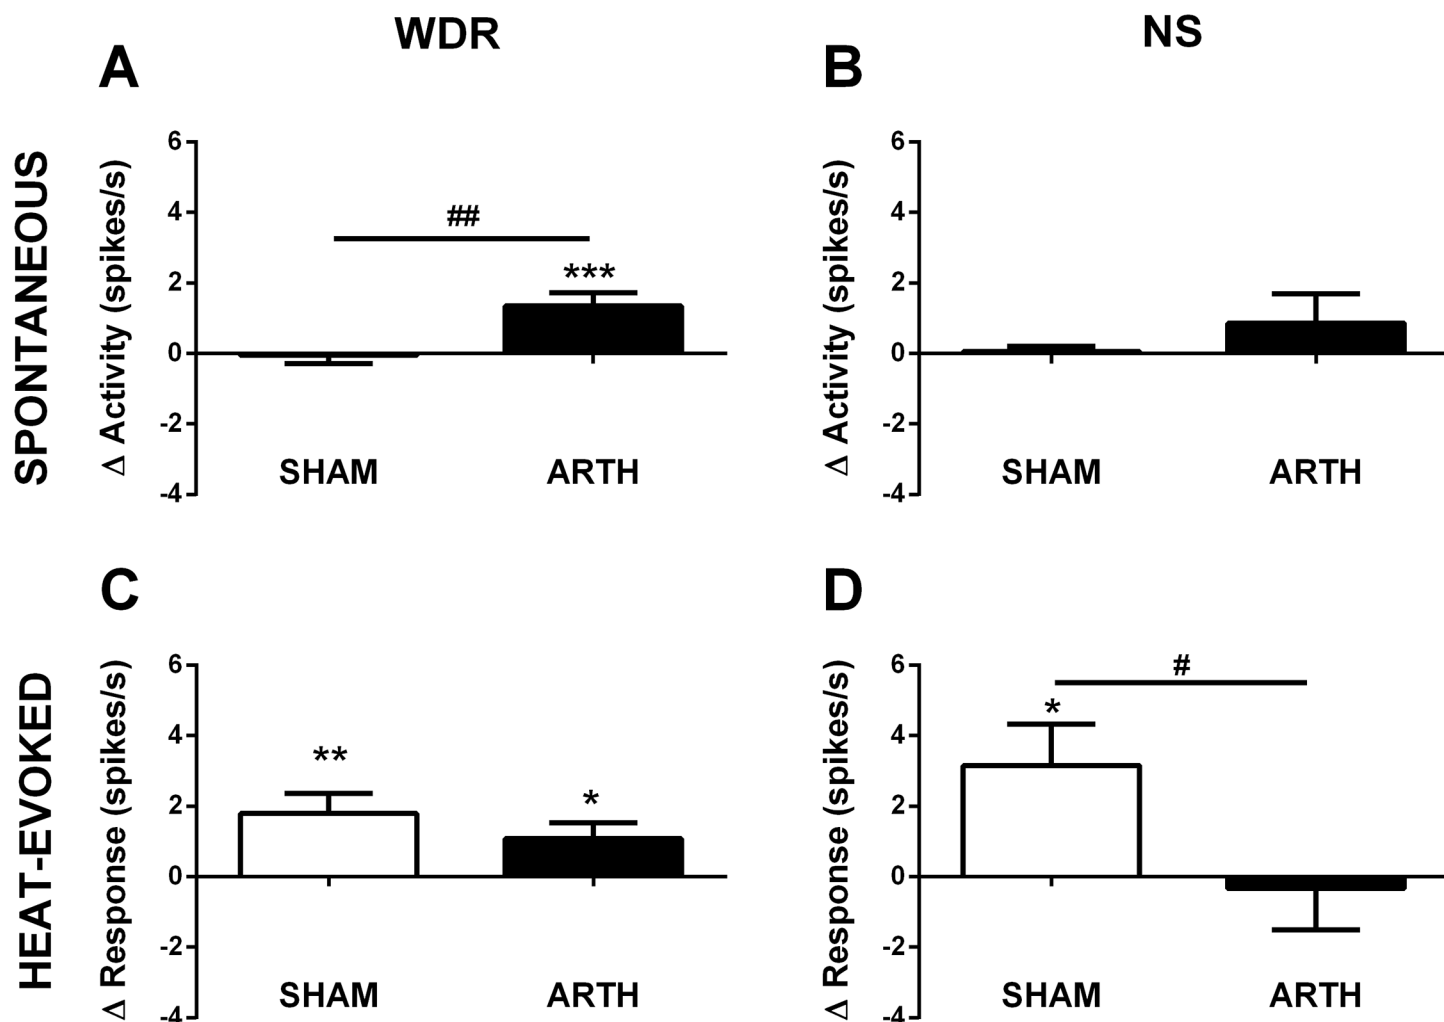 WDR
NS
A
B
SPONTANEOUS
Δ Activity (spikes/s)
6
4
2
0
-2
-4
##
***
SHAM
ARTH
Δ Activity (spikes/s)
6
4
2
0
-2
-4
SHAM
ARTH
C
D
HEAT-EVOKED
Δ Response (spikes/s)
6
4
2
0
-2
-4
**
*
SHAM
ARTH
Δ Response (spikes/s)
6
4
2
0
-2
-4
#
*
SHAM
ARTH